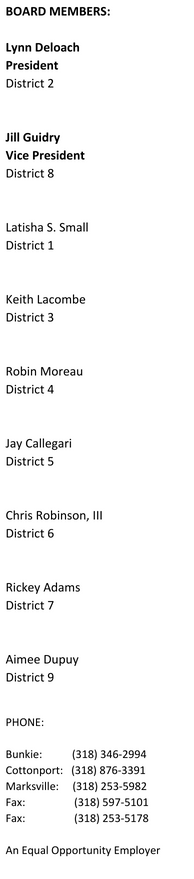 BOARD MEMBERS:
Lynn Deloach
President
District 2
Jill Guidry
Vice President
District 8
Latisha S. Small
District 1
Keith Lacombe
District 3
Robin Moreau
District 4
Jay Callegari
District 5
Chris Robinson, III
District 6
Rickey Adams
District 7
Aimee Dupuy
District 9
PHONE:
Bunkie: (318) 346-2994
Cottonport: (318) 876-3391
Marksville: (318) 253-5982
Fax: (318) 597-5101
Fax: (318) 253-5178
An Equal Opportunity Employer